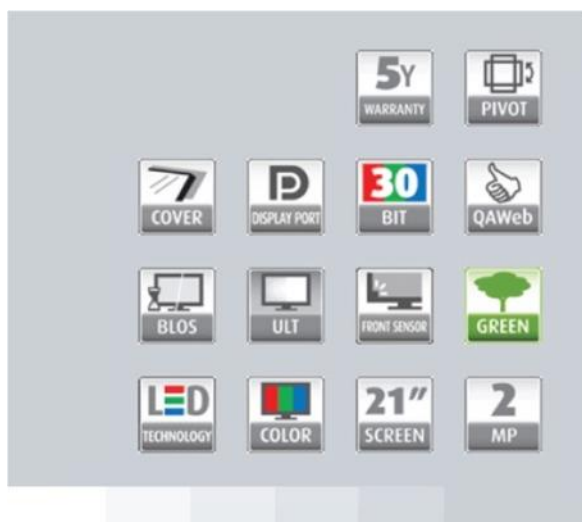 5Y
WARRANTY
PIVOT
COVER
DISPLAY PORT
30
BIT
QAWeb
BLOS
ULT
FRONT SENSOR
GREEN
LED
TECHNOLOGY
COLOR
21"
SCREEN
2
MP